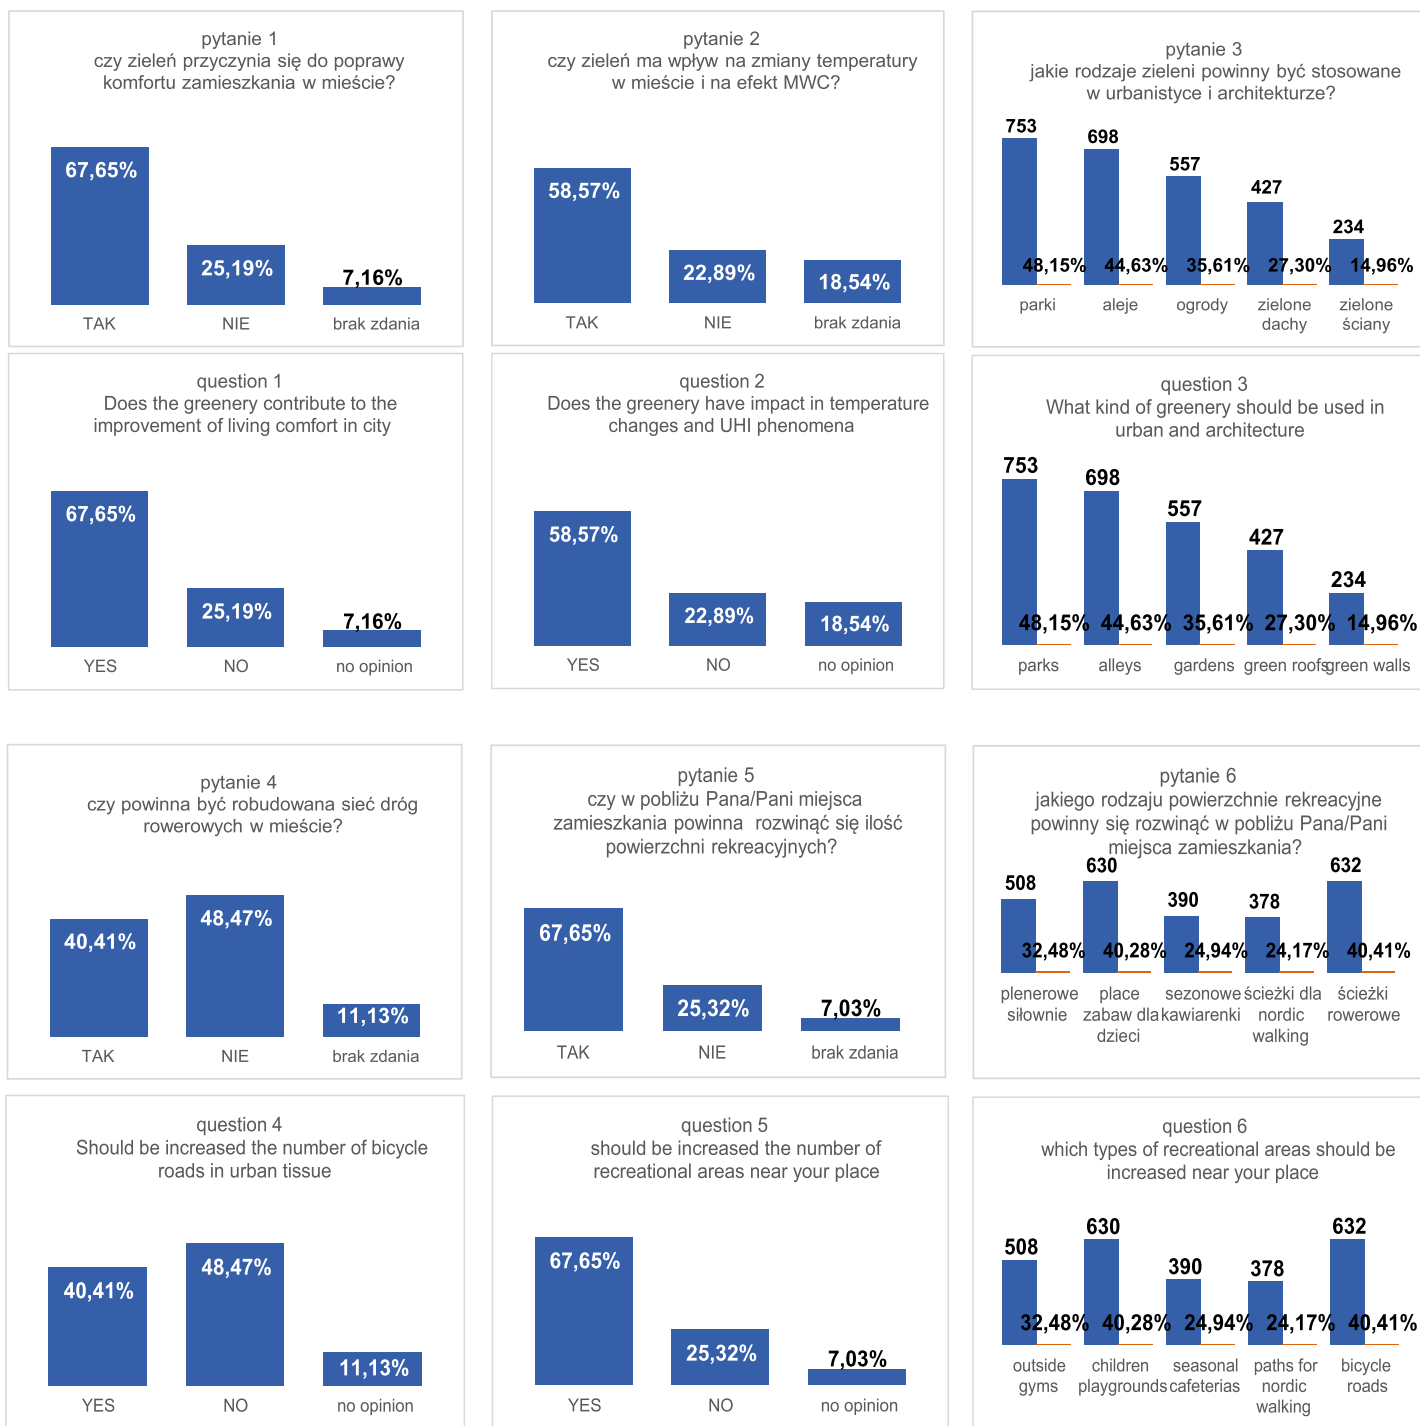 pytanie 1
czy zieleń przyczynia się do poprawy
komfortu zamieszkania w mieście?
67,65%
25,19%
7,16%
TAK
NIE
brak zdania
pytanie 2
czy zieleń ma wpływ na zmiany temperatury
w mieście i na efekt MWC?
58,57%
22,89%
18,54%
TAK
NIE
brak zdania
pytanie 3
jakie rodzaje zieleni powinny być stosowane
w urbanistyce i architekturze?
753
698
557
427
234
48,15%
44,63%
35,61%
27,30%
14,96%
parki
aleje
ogrody
zielone
dachy
zielone
ściany
question 1
Does the greenery contribute to the
improvement of living comfort in city
67,65%
25,19%
7,16%
YES
NO
no opinion
question 2
Does the greenery have impact in temperature
changes and UHI phenomena
58,57%
22,89%
18,54%
YES
NO
no opinion
question 3
What kind of greenery should be used in
urban and architecture
753
698
557
427
234
48,15%
44,63%
35,61%
27,30%
14,96%
parks
alleys
gardens
green roofs
green walls
pytanie 4
czy powinna być robudowana sieć dróg
rowerowych w mieście?
40,41%
48,47%
11,13%
TAK
NIE
brak zdania
pytanie 5
czy w pobliżu Pana/Pani miejsca
zamieszkania powinna rozwinąć się ilość
powierzchni rekreacyjnych?
67,65%
25,32%
7,03%
TAK
NIE
brak zdania
pytanie 6
jakiego rodzaju powierzchnie rekreacyjne
powinny się rozwinąć w pobliżu Pana/Pani
miejsca zamieszkania?
508
630
390
378
632
32,48%
40,28%
24,94%
24,17%
40,41%
plenerowe
siłownie
place
zabaw dla
dzieci
sezonowe
kawiarenki
ścieżki dla
nordic
walking
ścieżki
rowerowe
question 4
Should be increased the number of bicycle
roads in urban tissue
40,41%
48,47%
11,13%
YES
NO
no opinion
question 5
should be increased the number of
recreational areas near your place
67,65%
25,32%
7,03%
YES
NO
no opinion
question 6
which types of recreational areas should be
increased near your place
508
630
390
378
632
32,48%
40,28%
24,94%
24,17%
40,41%
outside
gyms
children
playgrounds
seasonal
cafeterias
paths for
nordic
walking
bicycle
roads